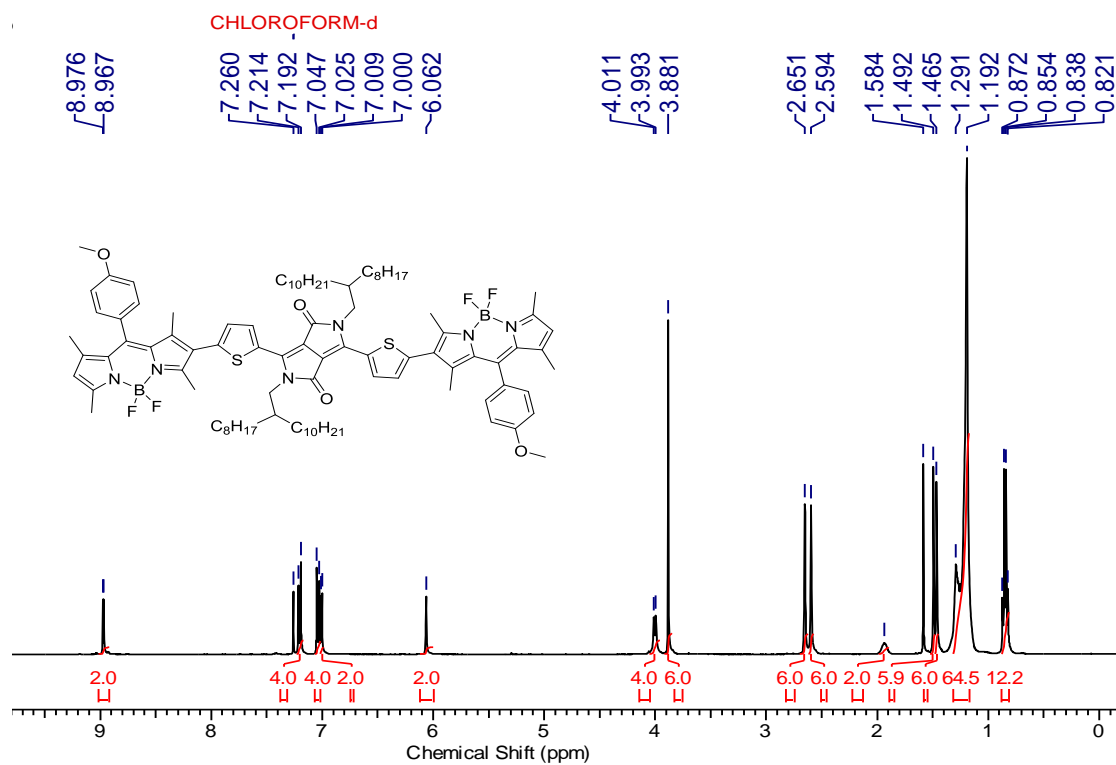 CHLOROFORM-d
8.976 8.967 7.260 7.214 7.192 7.047 7.025 7.009 7.000 6.062 4.011 3.993 3.881 2.651 2.594 1.584 1.492 1.465 1.291 1.192 0.872 0.854 0.838 0.821
O
C10H21 C8H17
F F
O N B
N N
S S
N B N N O
F F
C8H17 C10H21
O
2.0 4.0 4.0 2.0 2.0 4.0 6.0 6.0 6.0 2.0 5.9 6.0 64.5 12.2
9 8 7 6 5 4 3 2 1 0
Chemical Shift (ppm)